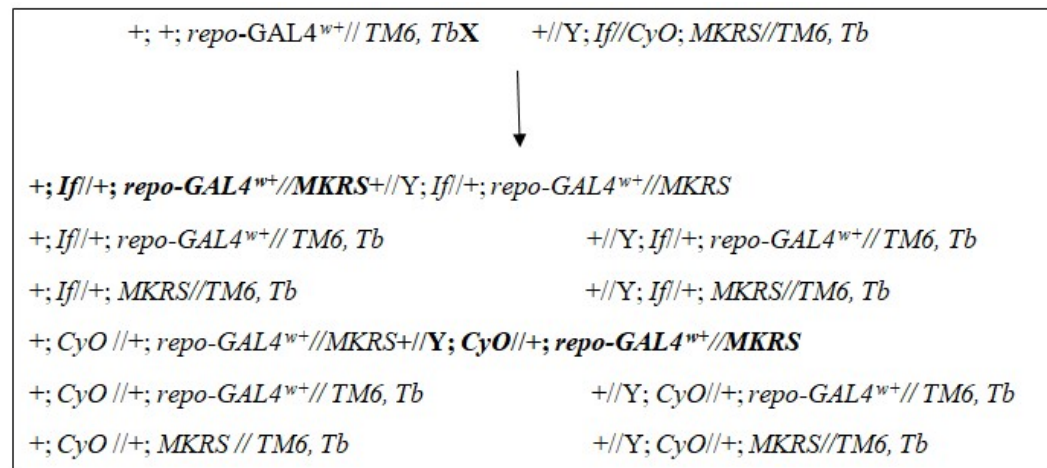 +; +; repo-GAL4ʷ⁺// TM6, TbX +//Y; If//CyO; MKRS//TM6, Tb
+; If//+; repo-GAL4ʷ⁺//MKRS+//Y; If//+; repo-GAL4ʷ⁺//MKRS
+; If//+; repo-GAL4ʷ⁺// TM6, Tb +//Y; If//+; repo-GAL4ʷ⁺// TM6, Tb
+; If//+; MKRS//TM6, Tb +//Y; If//+; MKRS//TM6, Tb
+; CyO //+; repo-GAL4ʷ⁺//MKRS+//Y; CyO//+; repo-GAL4ʷ⁺//MKRS
+; CyO //+; repo-GAL4ʷ⁺// TM6, Tb +//Y; CyO//+; repo-GAL4ʷ⁺// TM6, Tb
+; CyO //+; MKRS // TM6, Tb +//Y; CyO//+; MKRS//TM6, Tb